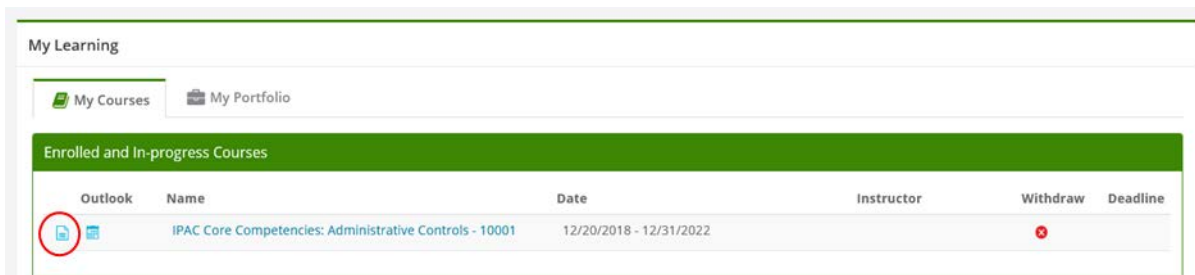 My Learning
My Courses My Portfolio
Enrolled and In-progress Courses
Outlook Name Date Instructor Withdraw Deadline
IPAC Core Competencies: Administrative Controls - 10001 12/20/2018 - 12/31/2022